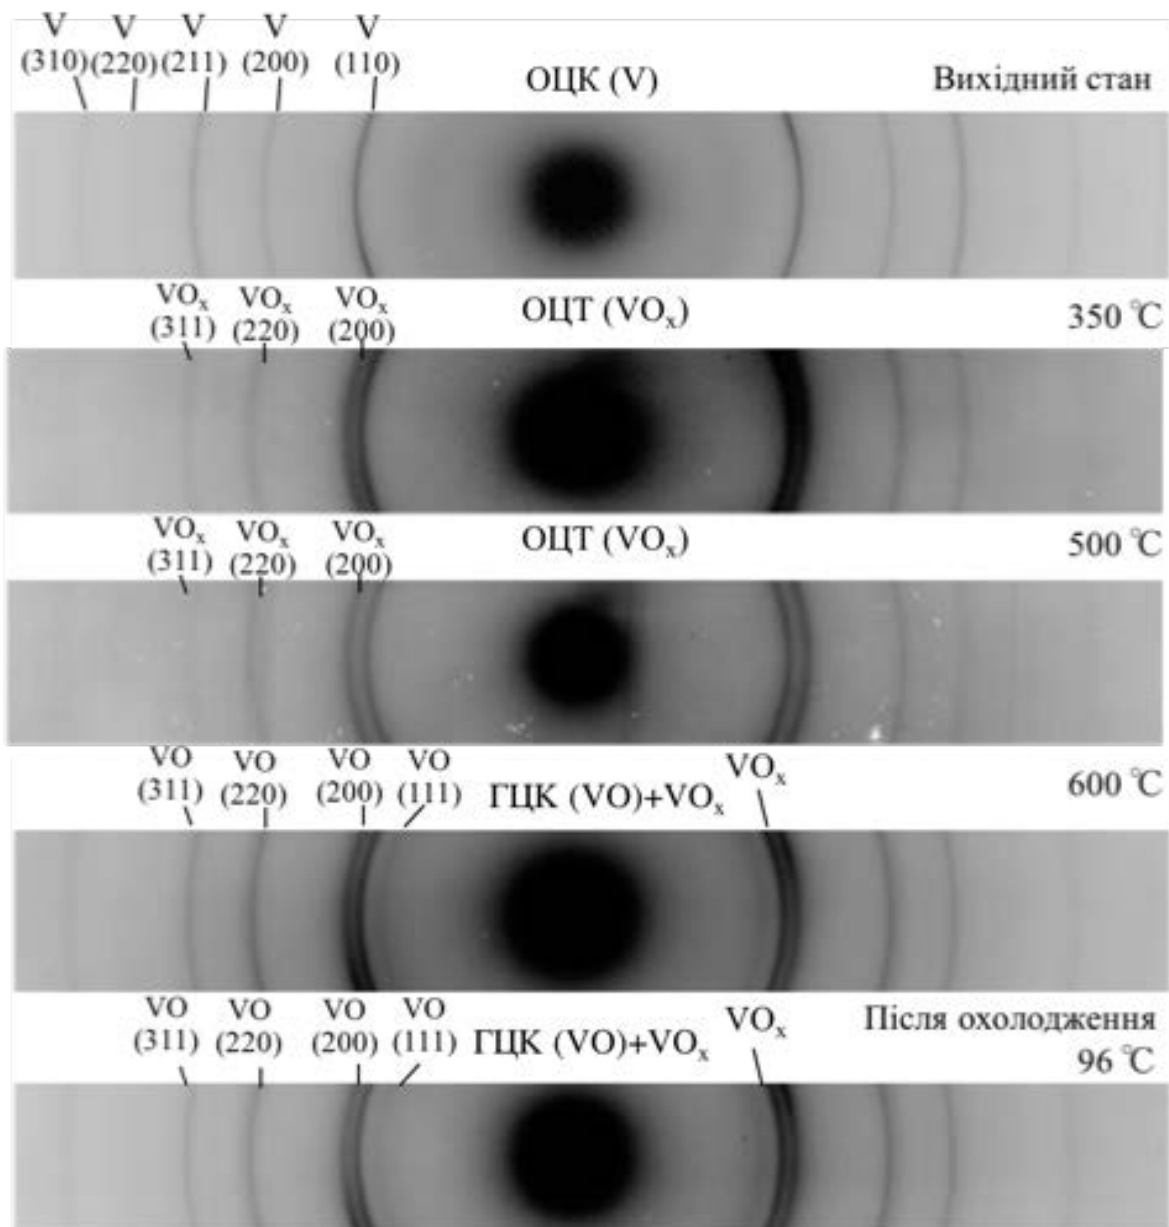 V V V V V
(310) (220) (211) (200) (110) ОЦК (V) Вихідний стан
VOx VOx VOx ОЦТ (VOx) 350 ℃
(311) (220) (200)
VOx VOx VOx ОЦТ (VOx) 500 ℃
(311) (220) (200)
VO VO VO VO VOx 600 ℃
(311) (220) (200) (111) ГЦК (VO)+VOx
VO VO VO VO VOx Після охолодження
(311) (220) (200) (111) ГЦК (VO)+VOx 96 ℃